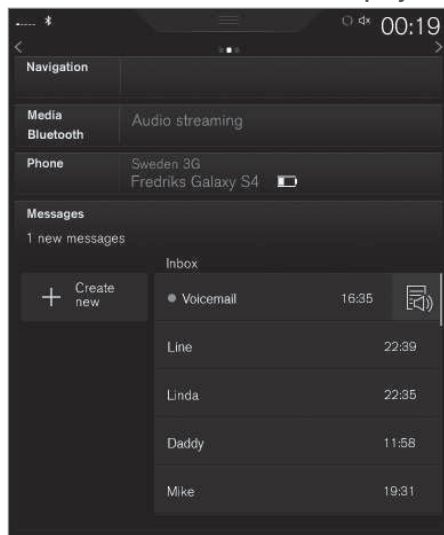 00:19
Navigation
Media
Bluetooth
Audio streaming
Phone
Sweden 3G
Fredriks Galaxy S4
Messages
1 new messages
Inbox
Create
new
Voicemail 16:35
Line 22:39
Linda 22:35
Daddy 11:58
Mike 19:31